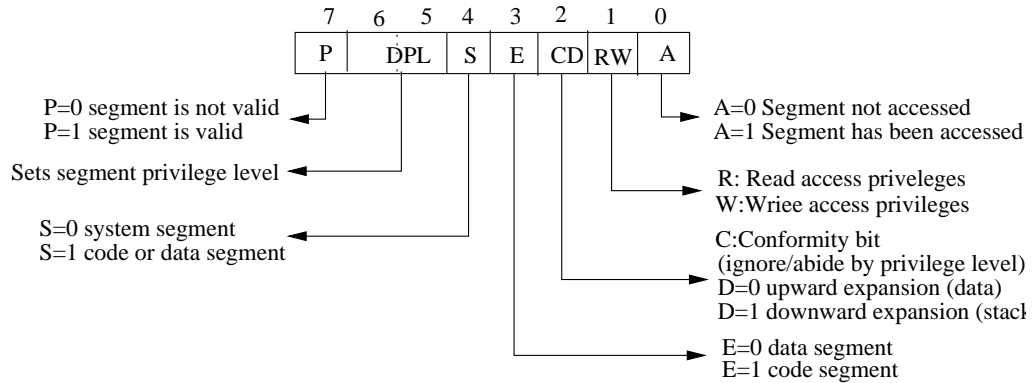 7 6 5 4 3 2 1 0
P DPL S E CD RW A
P=0 segment is not valid
P=1 segment is valid
A=0 Segment not accessed
A=1 Segment has been accessed
Sets segment privilege level
R: Read access priveleges
W:Wriee access privileges
S=0 system segment
S=1 code or data segment
C:Conformity bit
(ignore/abide by privilege level)
D=0 upward expansion (data)
D=1 downward expansion (stack
E=0 data segment
E=1 code segment